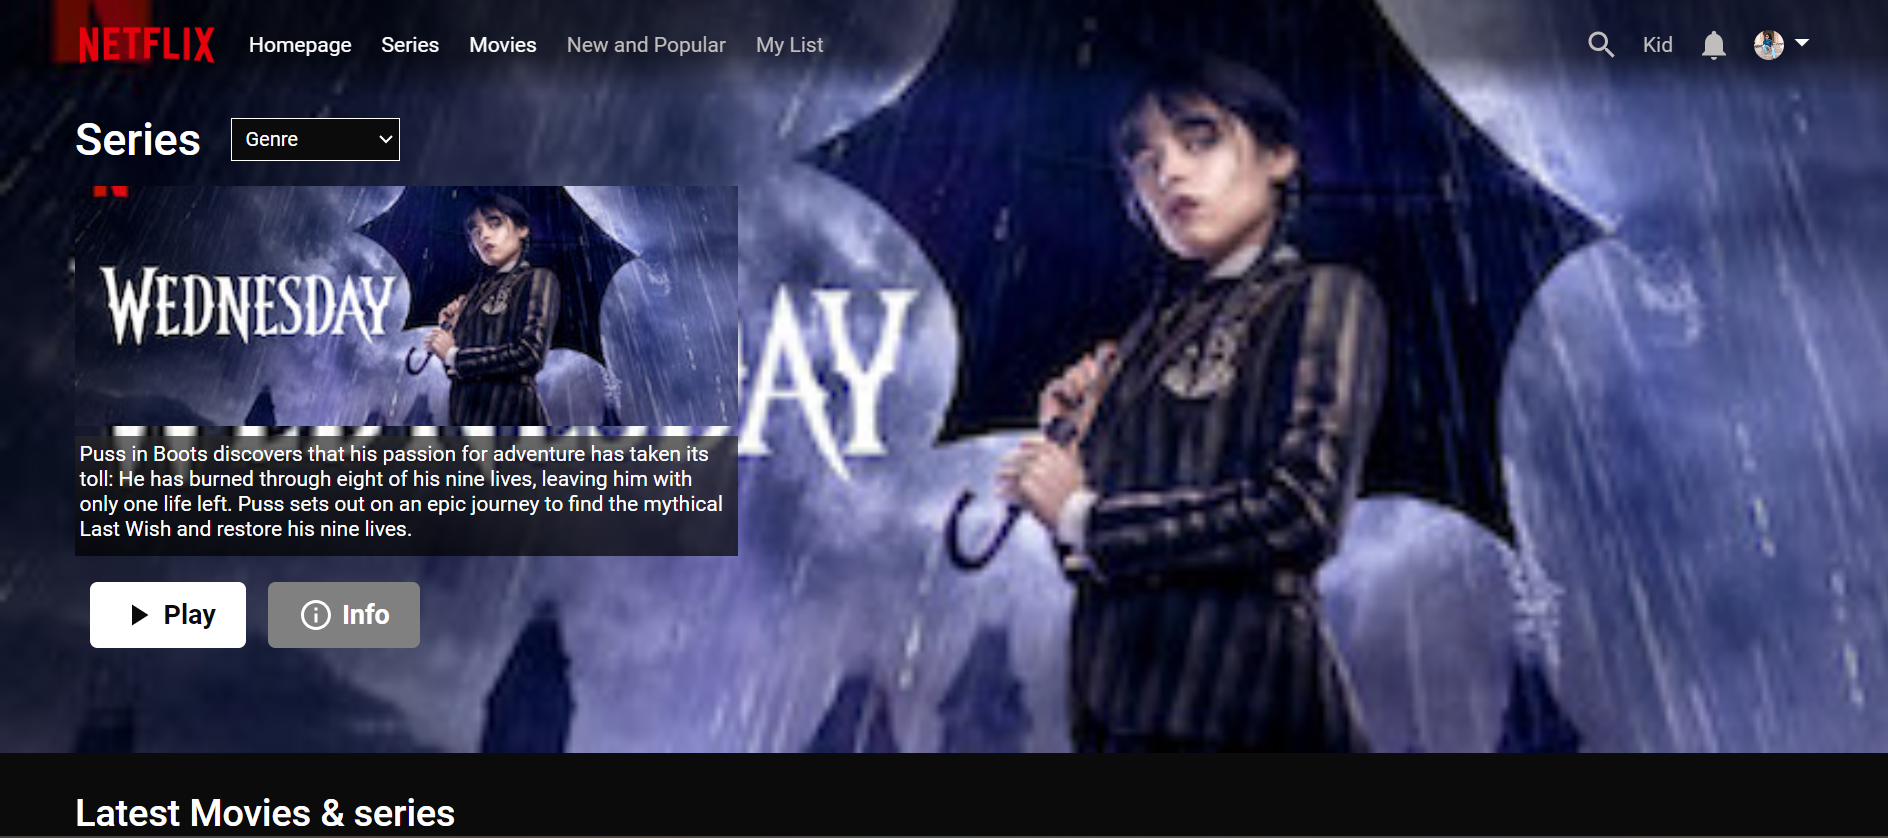 NETFLIX Homepage Series Movies New and Popular My List Kid
Series Genre
WEDNESDAY
AY
Puss in Boots discovers that his passion for adventure has taken its
toll: He has burned through eight of his nine lives, leaving him with
only one life left. Puss sets out on an epic journey to find the mythical
Last Wish and restore his nine lives.
Play Info
Latest Movies & series